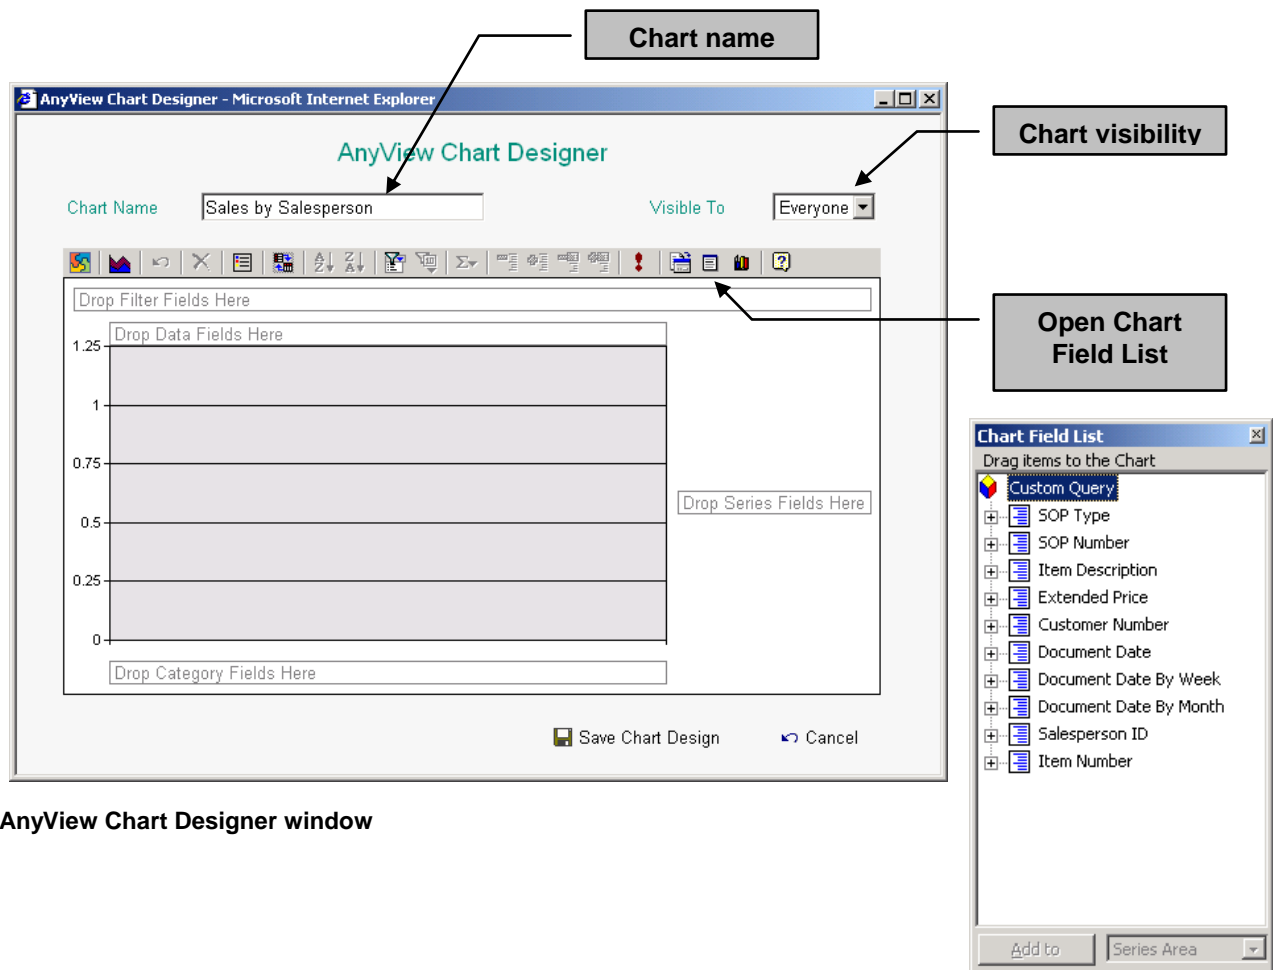 Chart name
AnyView Chart Designer - Microsoft Internet Explorer
Chart visibility
AnyView Chart Designer
Chart Name
Sales by Salesperson
Visible To
Everyone
Drop Filter Fields Here
Open Chart
Field List
Drop Data Fields Here
1.25
1
0.75
0.5
0.25
0
Drop Series Fields Here
Drop Category Fields Here
Save Chart Design
Cancel
Chart Field List
Drag items to the Chart
Custom Query
SOP Type
SOP Number
Item Description
Extended Price
Customer Number
Document Date
Document Date By Week
Document Date By Month
Salesperson ID
Item Number
Add to
Series Area
AnyView Chart Designer window